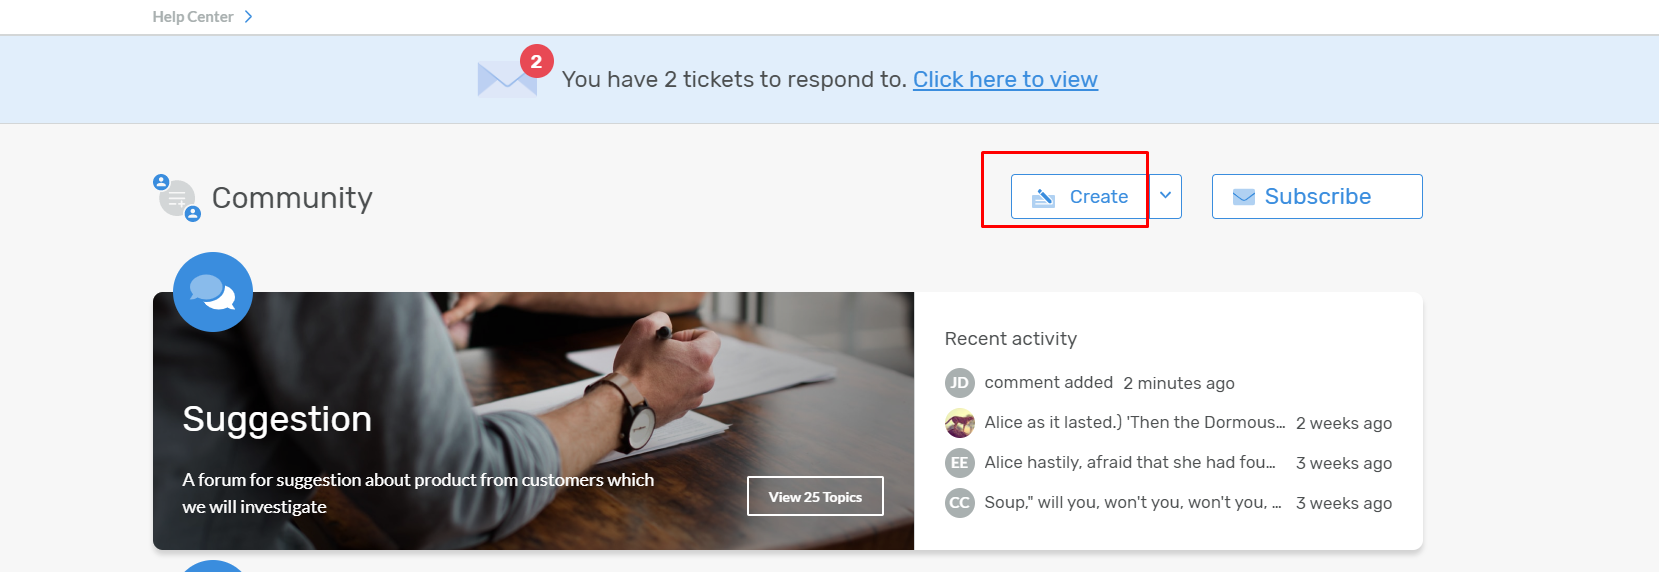 Help Center
2
You have 2 tickets to respond to. Click here to view
Community
Create
Subscribe
Suggestion
A forum for suggestion about product from customers which
we will investigate
View 25 Topics
Recent activity
JD comment added 2 minutes ago
Alice as it lasted.) 'Then the Dormous... 2 weeks ago
EE Alice hastily, afraid that she had fou... 3 weeks ago
CC Soup," will you, won't you, won't you, ... 3 weeks ago